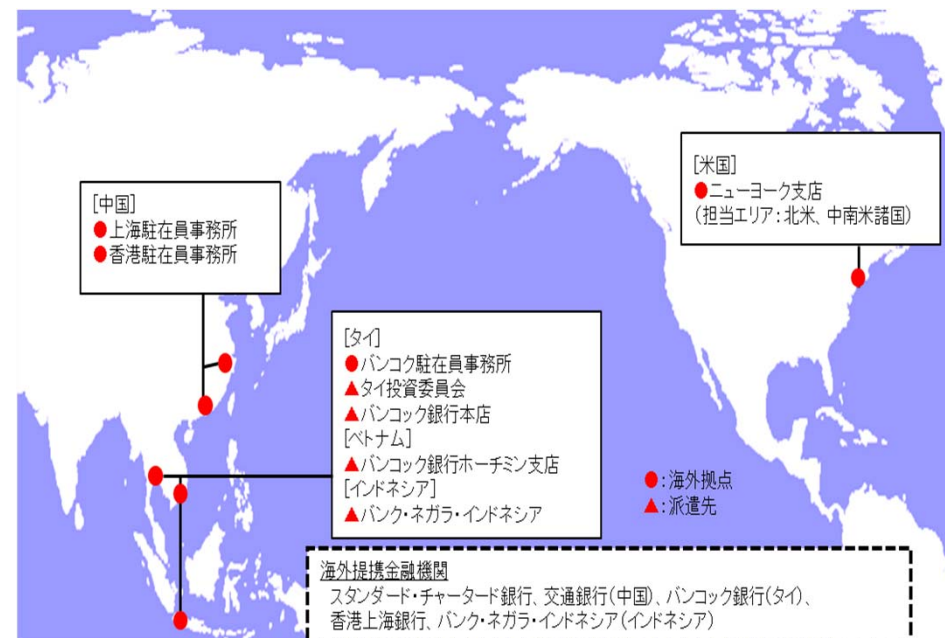 [中国]
●上海駐在員事務所
●香港駐在員事務所
[米国]
●ニューヨーク支店
(担当エリア:北米、中南米諸国)
[タイ]
●バンコク駐在員事務所
▲タイ投資委員会
▲バンコック銀行本店
[ベトナム]
▲バンコック銀行ホーチミン支店
[インドネシア]
▲バンク・ネガラ・インドネシア
●:海外拠点
▲:派遣先
海外提携金融機関
スタンダード・チャータード銀行、交通銀行(中国)、バンコック銀行(タイ)、
香港上海銀行、バンク・ネガラ・インドネシア(インドネシア)